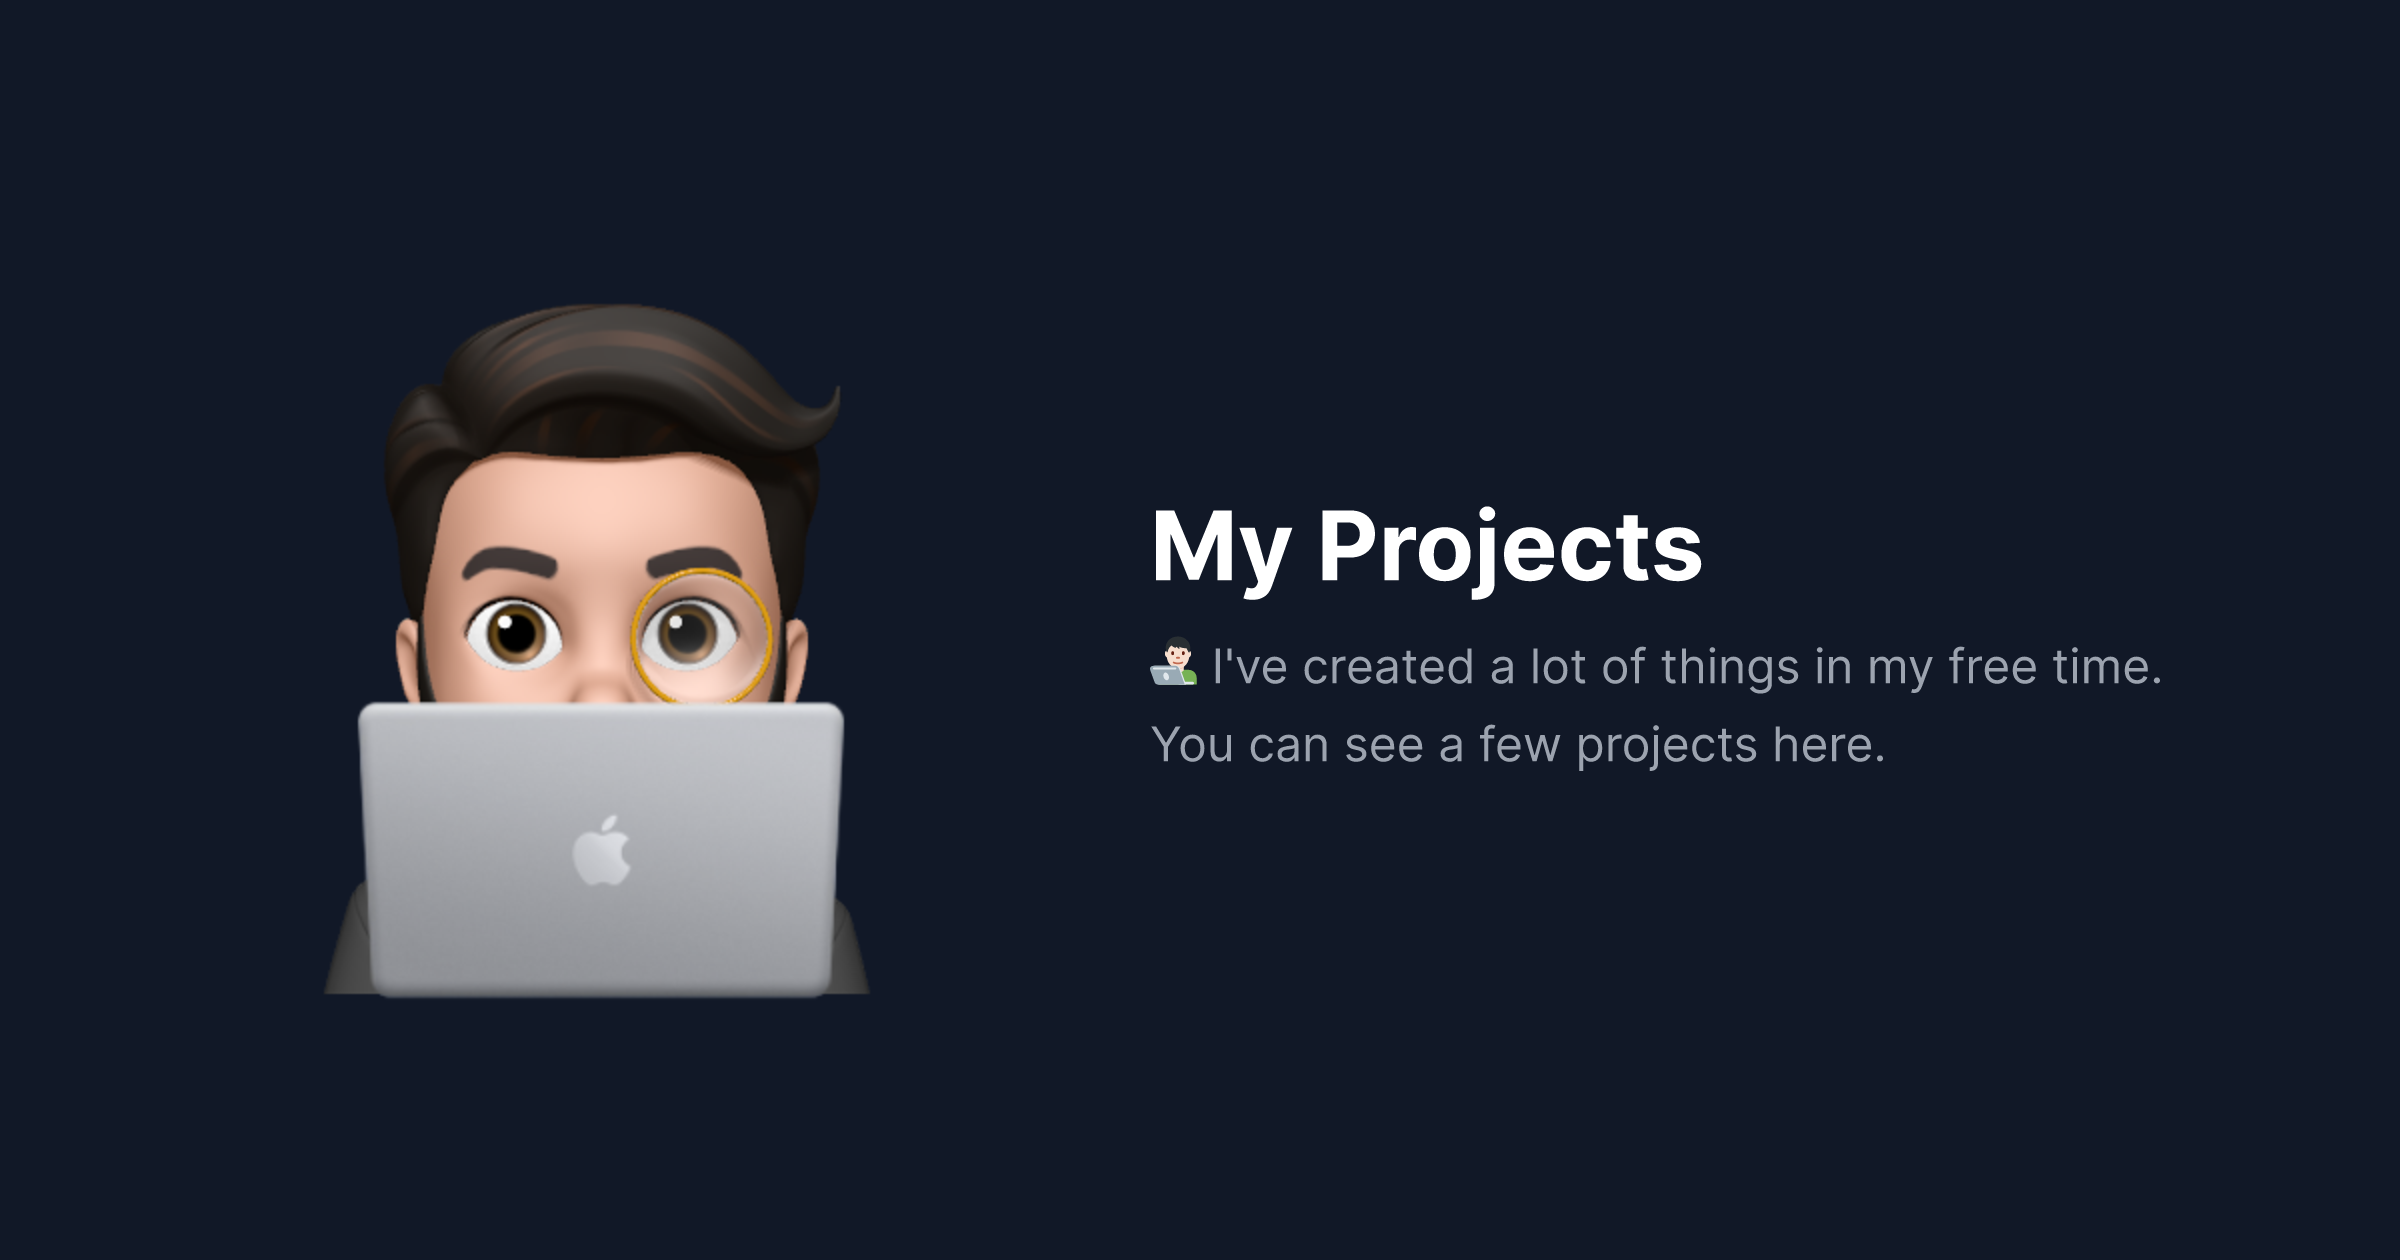 My Projects
👨🏻‍💻 I've created a lot of things in my free time.
You can see a few projects here.